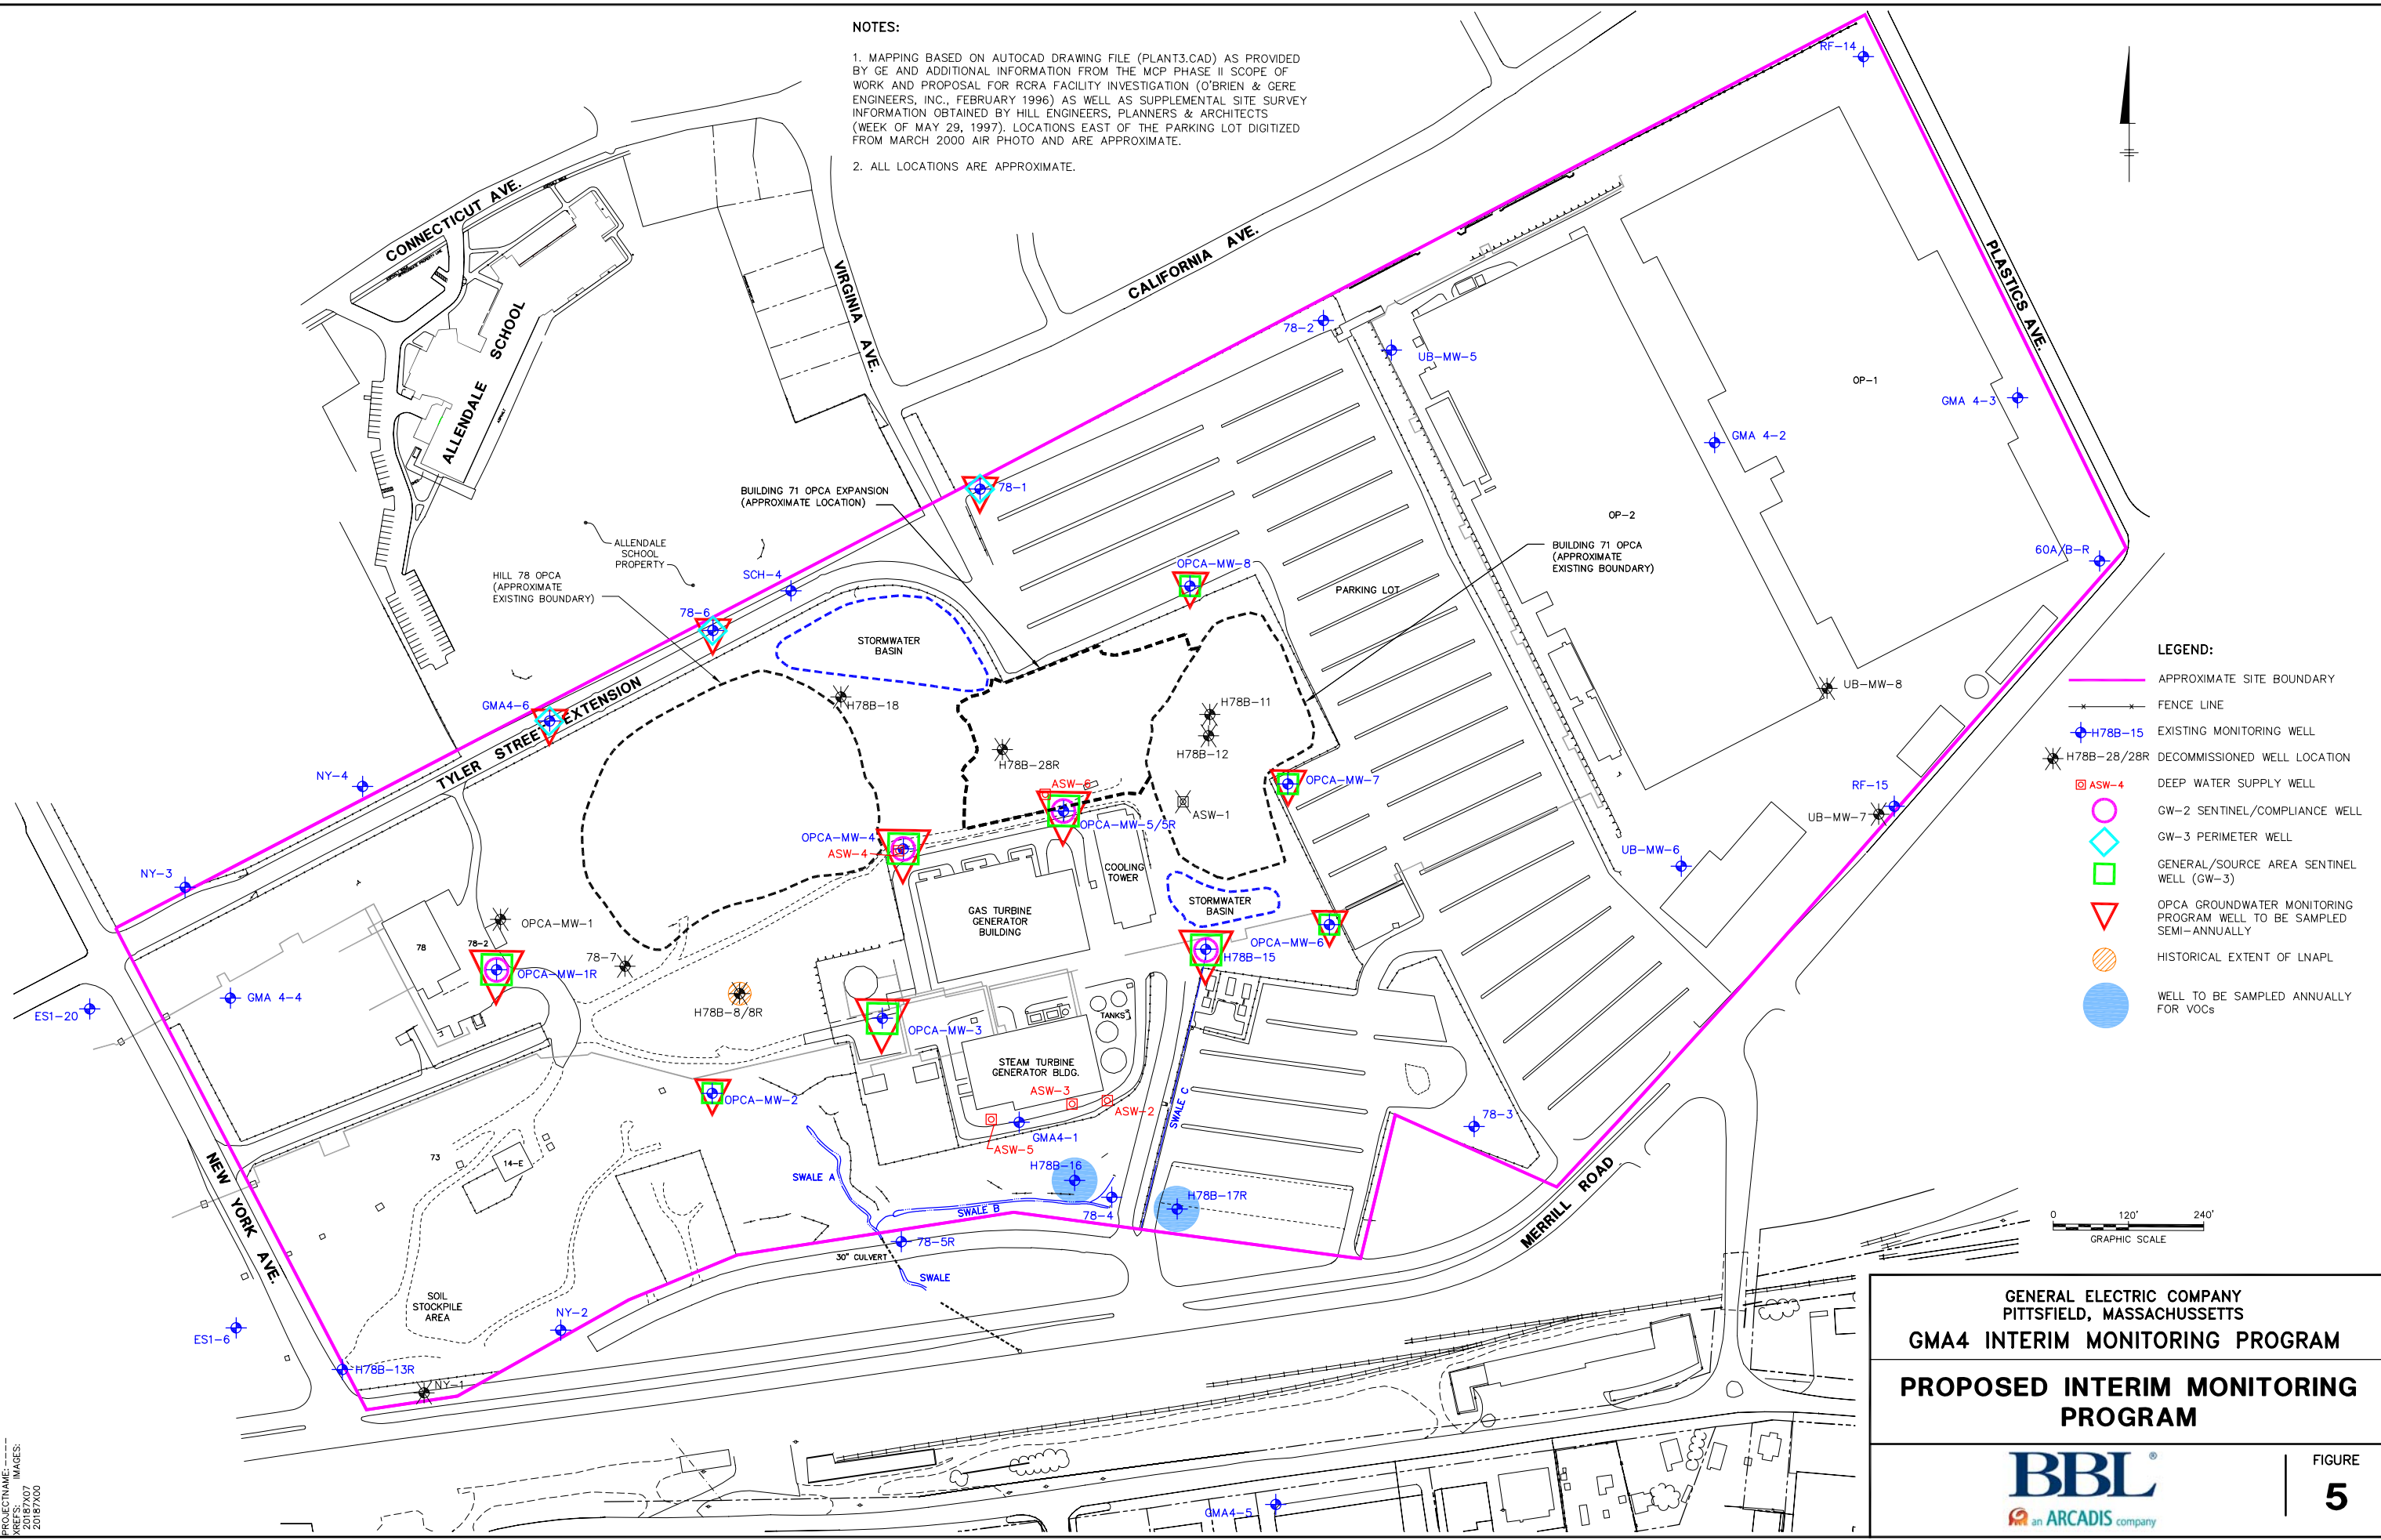 NOTES:
1. MAPPING BASED ON AUTOCAD DRAWING FILE (PLANT3.CAD) AS PROVIDED
BY GE AND ADDITIONAL INFORMATION FROM THE MCP PHASE II SCOPE OF
WORK AND PROPOSAL FOR RCRA FACILITY INVESTIGATION (O'BRIEN & GERE
ENGINEERS, INC., FEBRUARY 1996) AS WELL AS SUPPLEMENTAL SITE SURVEY
INFORMATION OBTAINED BY HILL ENGINEERS, PLANNERS & ARCHITECTS
(WEEK OF MAY 29, 1997). LOCATIONS EAST OF THE PARKING LOT DIGITIZED
FROM MARCH 2000 AIR PHOTO AND ARE APPROXIMATE.
2. ALL LOCATIONS ARE APPROXIMATE.
RF-14
CONNECTICUT AVE.
ALLENDALE SCHOOL
VIRGINIA AVE.
CALIFORNIA AVE.
PLASTICS AVE.
78-2
UB-MW-5
OP-1
GMA 4-3
GMA 4-2
OP-2
60A/B-R
BUILDING 71 OPCA EXPANSION
(APPROXIMATE LOCATION)
78-1
ALLENDALE
SCHOOL
PROPERTY
HILL 78 OPCA
(APPROXIMATE
EXISTING BOUNDARY)
SCH-4
78-6
OPCA-MW-8
PARKING LOT
BUILDING 71 OPCA
(APPROXIMATE
EXISTING BOUNDARY)
STORMWATER
BASIN
GMA4-6
TYLER STREE EXTENSION
H78B-18
H78B-11
H78B-12
H78B-28R
UB-MW-8
NY-4
NY-3
ASW-6
OPCA-MW-7
OPCA-MW-5/5R
ASW-1
OPCA-MW-4
ASW-4
RF-15
UB-MW-7
UB-MW-6
COOLING
TOWER
GAS TURBINE
GENERATOR
BUILDING
STORMWATER
BASIN
OPCA-MW-6
H78B-15
OPCA-MW-1
78
78-2
OPCA-MW-1R
78-7
GMA 4-4
ES1-20
H78B-8/8R
OPCA-MW-3
TANKS
STEAM TURBINE
GENERATOR BLDG.
ASW-3
ASW-2
OPCA-MW-2
GMA4-1
ASW-5
SWALE C
78-3
73
14-E
H78B-16
H78B-17R
SWALE A
SWALE B
78-4
78-5R
30" CULVERT
SWALE
NEW YORK AVE.
MERRILL ROAD
SOIL
STOCKPILE
AREA
NY-2
ES1-6
H78B-13R
NY-1
GMA4-5
LEGEND:
APPROXIMATE SITE BOUNDARY
FENCE LINE
H78B-15 EXISTING MONITORING WELL
H78B-28/28R DECOMMISSIONED WELL LOCATION
ASW-4 DEEP WATER SUPPLY WELL
GW-2 SENTINEL/COMPLIANCE WELL
GW-3 PERIMETER WELL
GENERAL/SOURCE AREA SENTINEL
WELL (GW-3)
OPCA GROUNDWATER MONITORING
PROGRAM WELL TO BE SAMPLED
SEMI-ANNUALLY
HISTORICAL EXTENT OF LNAPL
WELL TO BE SAMPLED ANNUALLY
FOR VOCs
0 120' 240'
GRAPHIC SCALE
GENERAL ELECTRIC COMPANY
PITTSFIELD, MASSACHUSSETTS
GMA4 INTERIM MONITORING PROGRAM
PROPOSED INTERIM MONITORING
PROGRAM
BBL®
an ARCADIS company
FIGURE
5
PROJECTNAME: ----
XREFS: IMAGES:
20187X07
20187X00